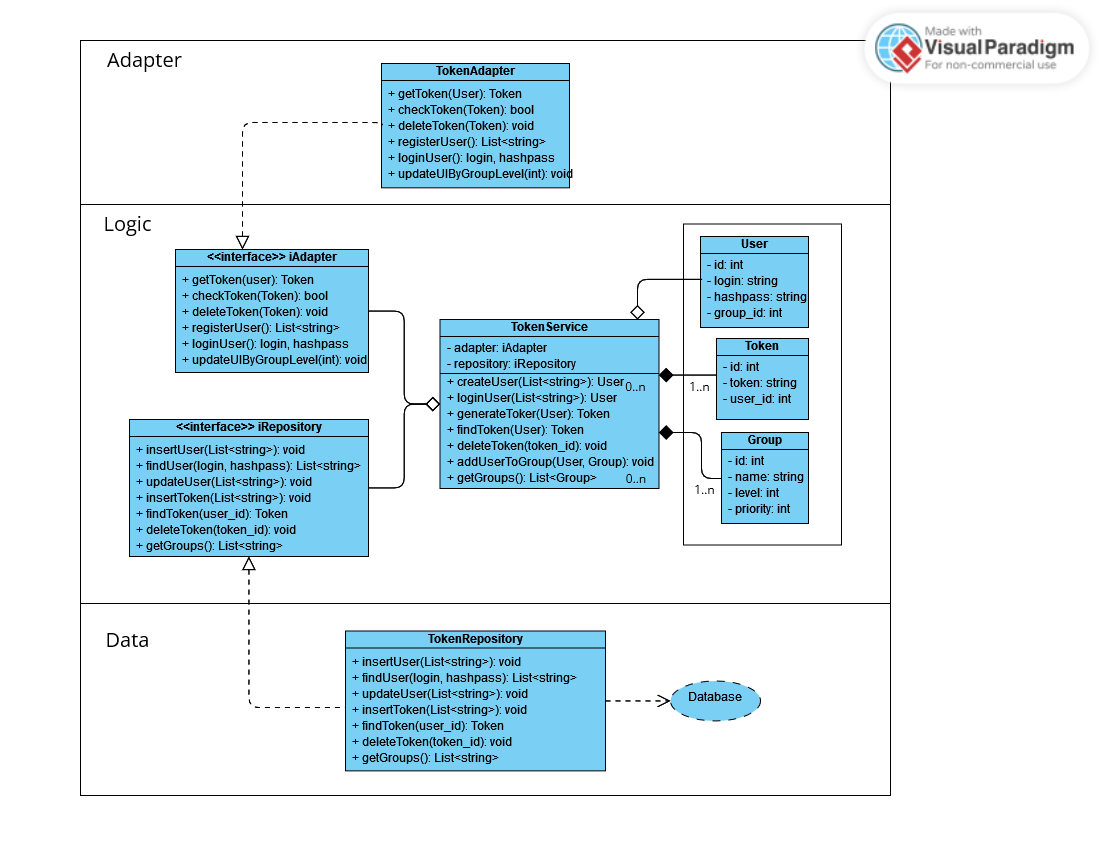 Made with
Visual Paradigm
For non-commercial use
Adapter
TokenAdapter
+ getToken(User): Token
+ checkToken(Token): bool
+ deleteToken(Token): void
+ registerUser(): List<string>
+ loginUser(): login, hashpass
+ updateUIByGroupLevel(int): void
Logic
<<interface>> iAdapter
+ getToken(user): Token
+ checkToken(Token): bool
+ deleteToken(Token): void
+ registerUser(): List<string>
+ loginUser(): login, hashpass
+ updateUIByGroupLevel(int): void
<<interface>> iRepository
+ insertUser(List<string>): void
+ findUser(login, hashpass): List<string>
+ updateUser(List<string>): void
+ insertToken(List<string>): void
+ findToken(user_id): Token
+ deleteToken(token_id): void
+ getGroups(): List<string>
TokenService
- adapter: iAdapter
- repository: iRepository
+ createUser(List<string>): User
+ loginUser(List<string>): User
+ generateToker(User): Token
+ findToken(User): Token
+ deleteToken(token_id): void
+ addUserToGroup(User, Group): void
+ getGroups(): List<Group>
0..n
0..n
User
- id: int
- login: string
- hashpass: string
- group_id: int
Token
- id: int
- token: string
- user_id: int
1..n
Group
- id: int
- name: string
- level: int
- priority: int
1..n
Data
TokenRepository
+ insertUser(List<string>): void
+ findUser(login, hashpass): List<string>
+ updateUser(List<string>): void
+ insertToken(List<string>): void
+ findToken(user_id): Token
+ deleteToken(token_id): void
+ getGroups(): List<string>
Database